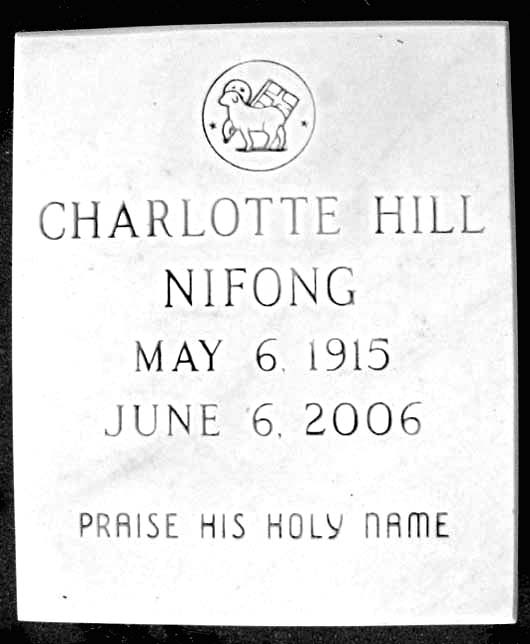 CHARLOTTE HILL
NIFONG
MAY 6, 1915
JUNE 6, 2006
PRAISE HIS HOLY NAME